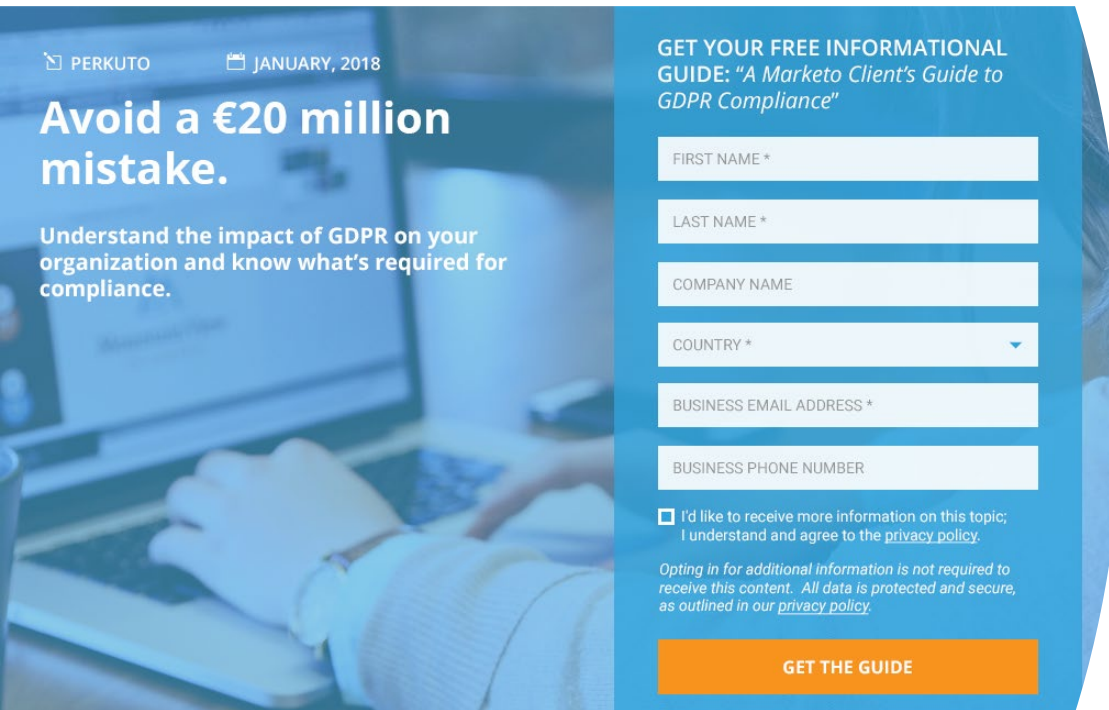 PERKUTO
JANUARY, 2018
Avoid a €20 million
mistake.
Understand the impact of GDPR on your
organization and know what's required for
compliance.
GET YOUR FREE INFORMATIONAL
GUIDE: “A Marketo Client's Guide to
GDPR Compliance”
FIRST NAME *
LAST NAME *
COMPANY NAME
COUNTRY *
BUSINESS EMAIL ADDRESS *
BUSINESS PHONE NUMBER
I'd like to receive more information on this topic;
I understand and agree to the privacy policy.
Opting in for additional information is not required to
receive this content. All data is protected and secure,
as outlined in our privacy policy.
GET THE GUIDE